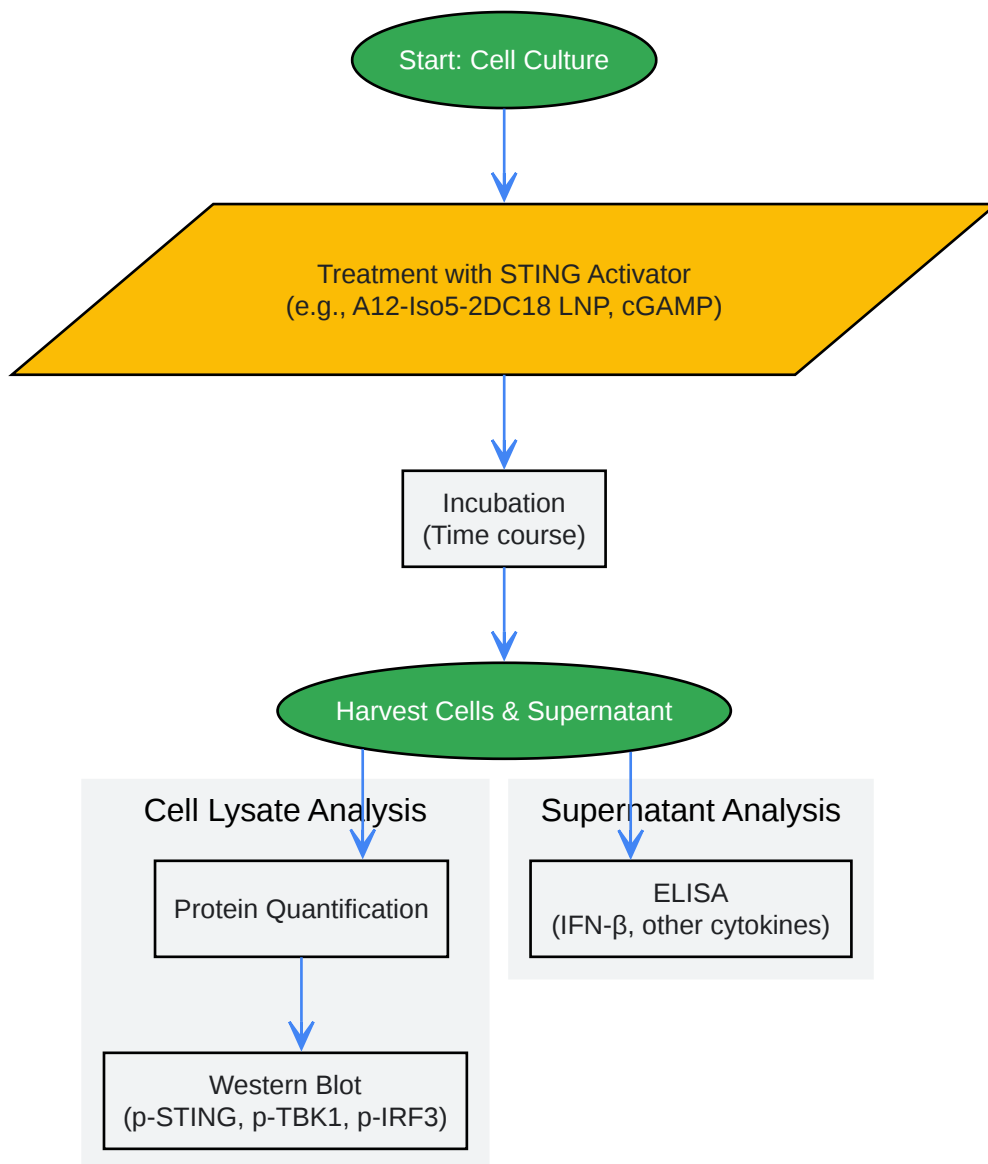 Start: Cell Culture
Treatment with STING Activator
(e.g., A12-Iso5-2DC18 LNP, cGAMP)
Incubation
(Time course)
Harvest Cells & Supernatant
Cell Lysate Analysis
Protein Quantification
Western Blot
(p-STING, p-TBK1, p-IRF3)
Supernatant Analysis
ELISA
(IFN-β, other cytokines)